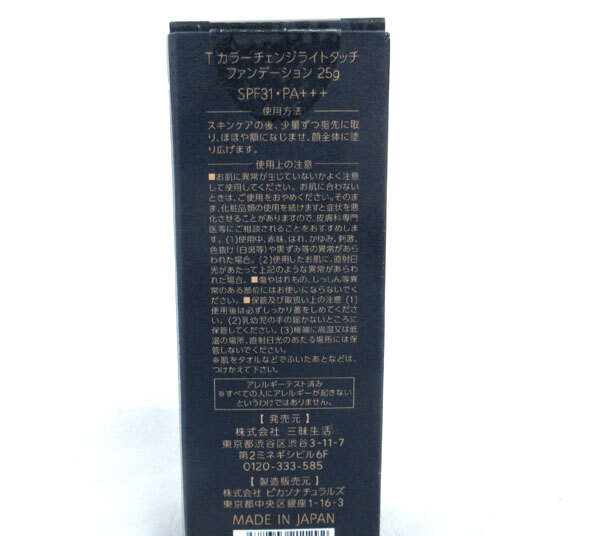 T カラーチェンジライトタッチ
ファンデーション 25g
SPF31・PA+++
使用方法
スキンケアの後、少量ずつ指先に取
り、ほほや額になじませ、顔全体に塗
り広げます。
使用上の注意
■お肌に異常が生じていないかよく注意
して使用してください。お肌に合わない
ときは、ご使用をおやめください。そのま
ま、化粧品類の使用を続けますと症状を悪
化させることがありますので、皮膚科専門
医等にご相談されることをおすすめしま
す。(1)使用中、赤味、はれ、かゆみ、刺激、
色抜け(白斑等)や黒ずみ等の異常があら
われた場合。(2)使用したお肌に、直射日
光があたって上記のような異常があらわ
れた場合。■傷やはれもの、しっしん等異
常のある部位にはお使いにならないでく
ださい。■保管及び取扱い上の注意 (1)
使用後は必ずしっかり蓋をしめてくださ
い。(2)乳幼児の手の届かないところに
保管してください。(3)極端に高温又は低
温の場所、直射日光のあたる場所には保
管しないでください。
※肌をタオルなどでふいたあとなどは、
つけかえて下さい。
アレルギーテスト済み
※すべての人にアレルギーが起きない
というわけではありません。
【 発売元 】
株式会社 三昧生活
東京都渋谷区渋谷3-11-7
第2ミネギシビル6F
0120-333-585
【 製造販売元 】
株式会社 ピカソナチュラルズ
東京都中央区銀座1-16-3
MADE IN JAPAN